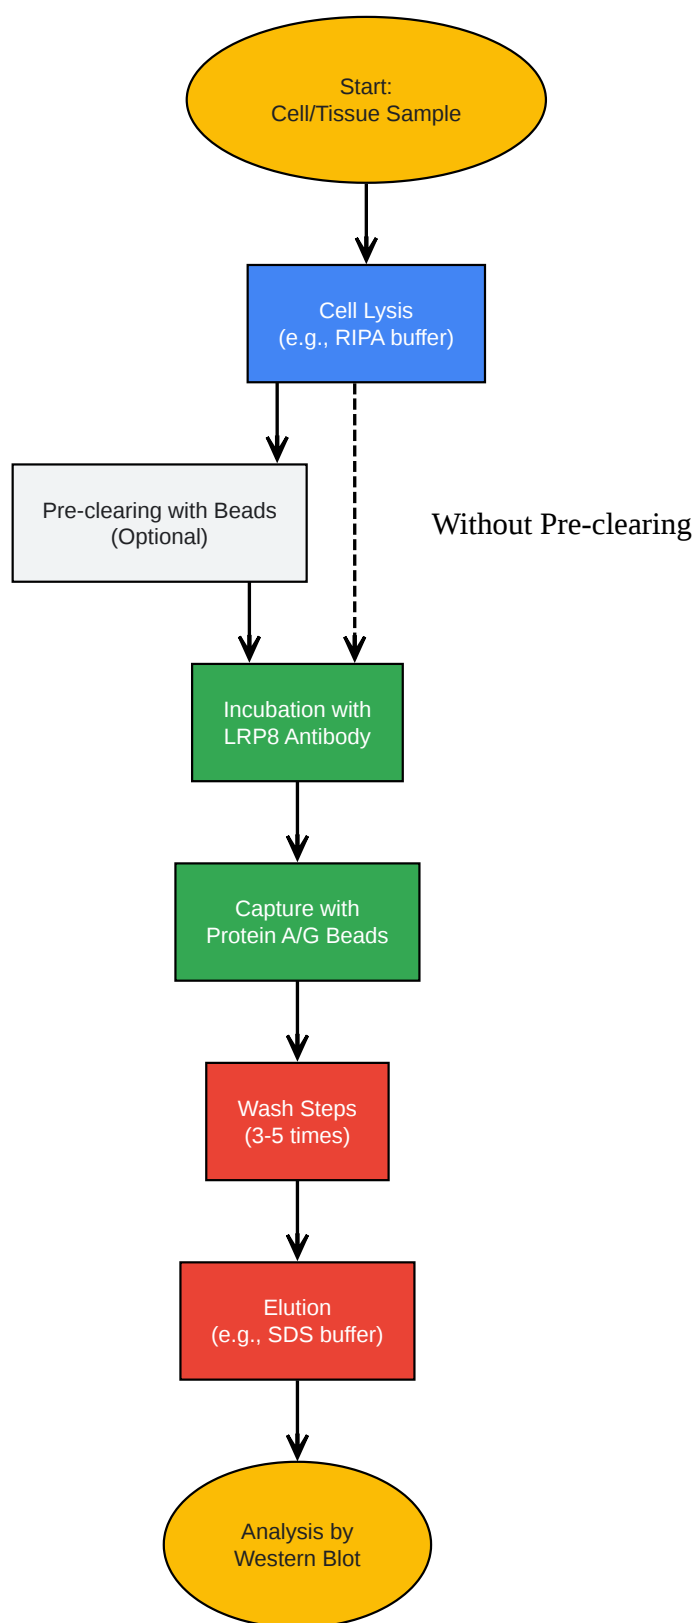 Start:
Cell/Tissue Sample
Cell Lysis
(e.g., RIPA buffer)
Pre-clearing with Beads
(Optional)
Without Pre-clearing
Incubation with
LRP8 Antibody
Capture with
Protein A/G Beads
Wash Steps
(3-5 times)
Elution
(e.g., SDS buffer)
Analysis by
Western Blot